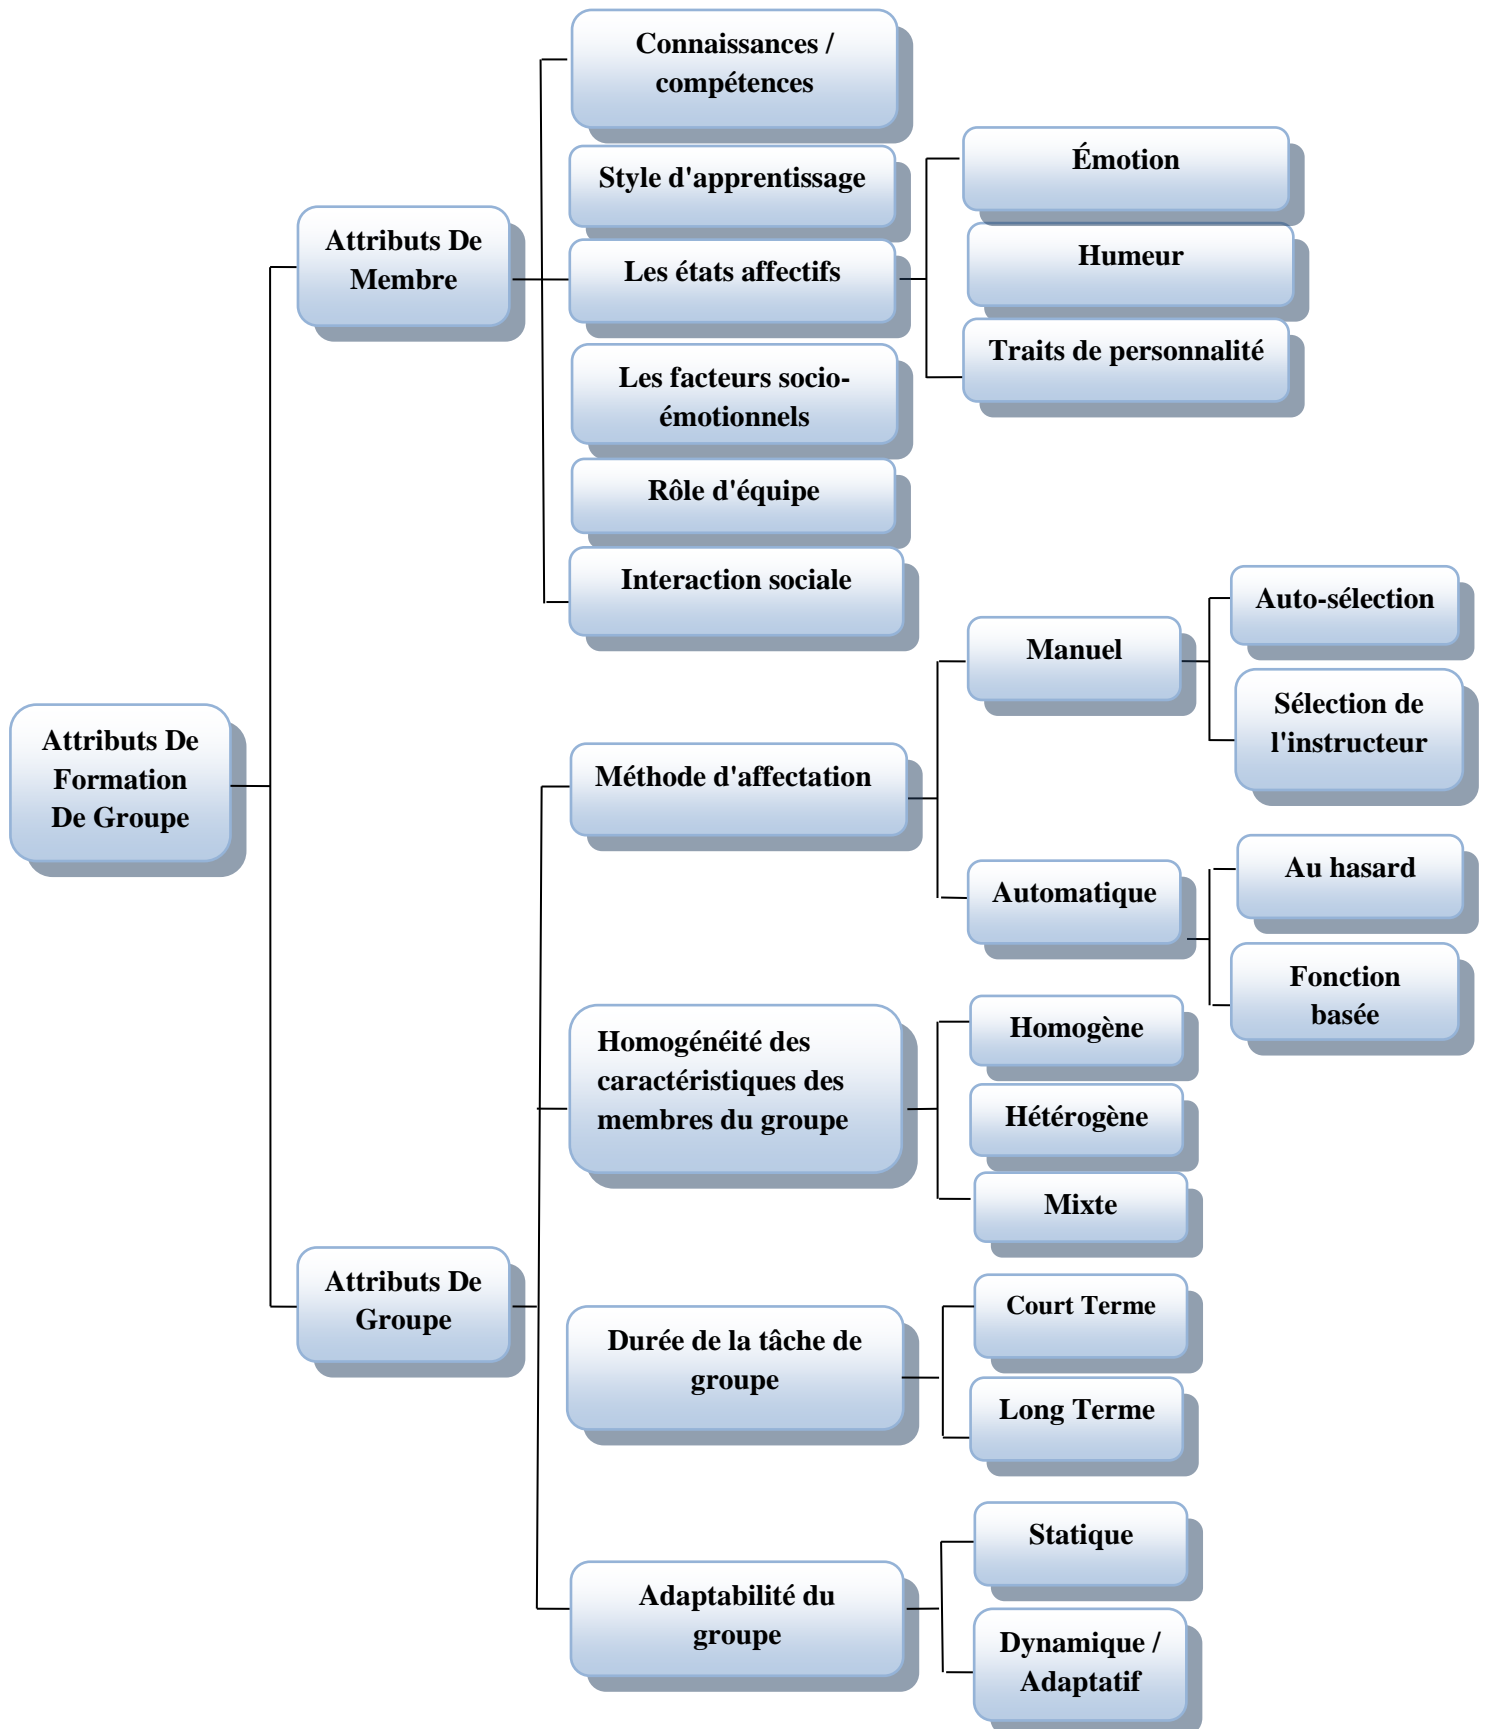 Attributs De
Formation
De Groupe
Attributs De
Membre
Connaissances /
compétences
Style d'apprentissage
Les états affectifs
Émotion
Humeur
Traits de personnalité
Les facteurs socio-
émotionnels
Rôle d'équipe
Interaction sociale
Attributs De
Groupe
Méthode d'affectation
Manuel
Auto-sélection
Sélection de
l'instructeur
Automatique
Au hasard
Fonction
basée
Homogénéité des
caractéristiques des
membres du groupe
Homogène
Hétérogène
Mixte
Durée de la tâche de
groupe
Court Terme
Long Terme
Adaptabilité du
groupe
Statique
Dynamique /
Adaptatif